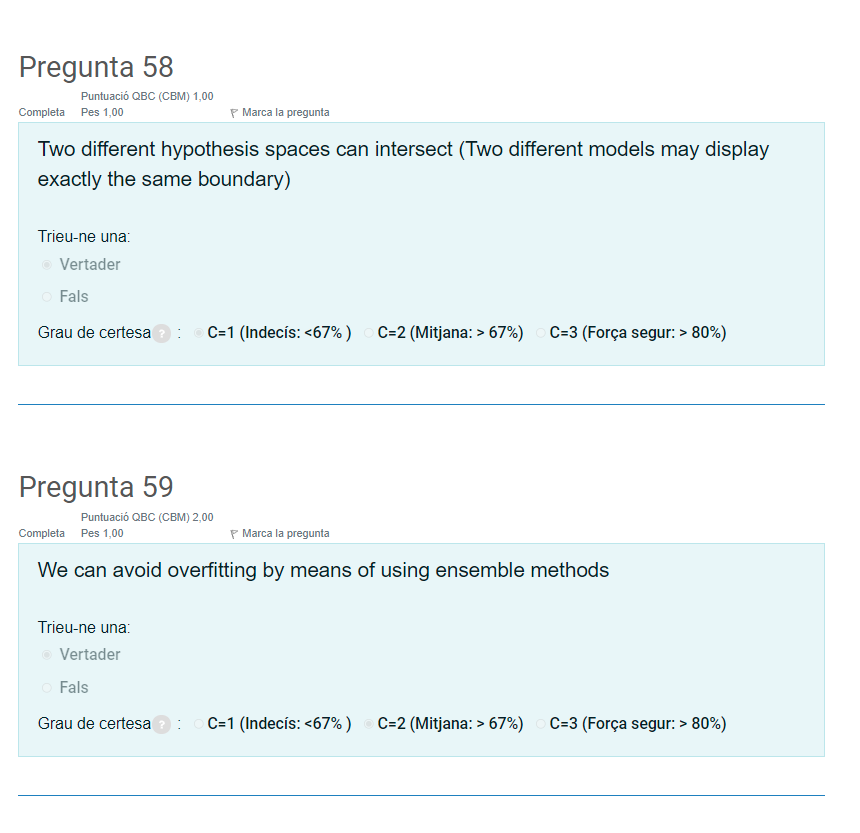 Pregunta 58
Puntuació QBC (CBM) 1,00
Completa Pes 1,00 Marca la pregunta
Two different hypothesis spaces can intersect (Two different models may display
exactly the same boundary)
Trieu-ne una:
Vertader
Fals
Grau de certesa ? : C=1 (Indecís: <67% ) C=2 (Mitjana: > 67%) C=3 (Força segur: > 80%)
Pregunta 59
Puntuació QBC (CBM) 2,00
Completa Pes 1,00 Marca la pregunta
We can avoid overfitting by means of using ensemble methods
Trieu-ne una:
Vertader
Fals
Grau de certesa ? : C=1 (Indecís: <67% ) C=2 (Mitjana: > 67%) C=3 (Força segur: > 80%)